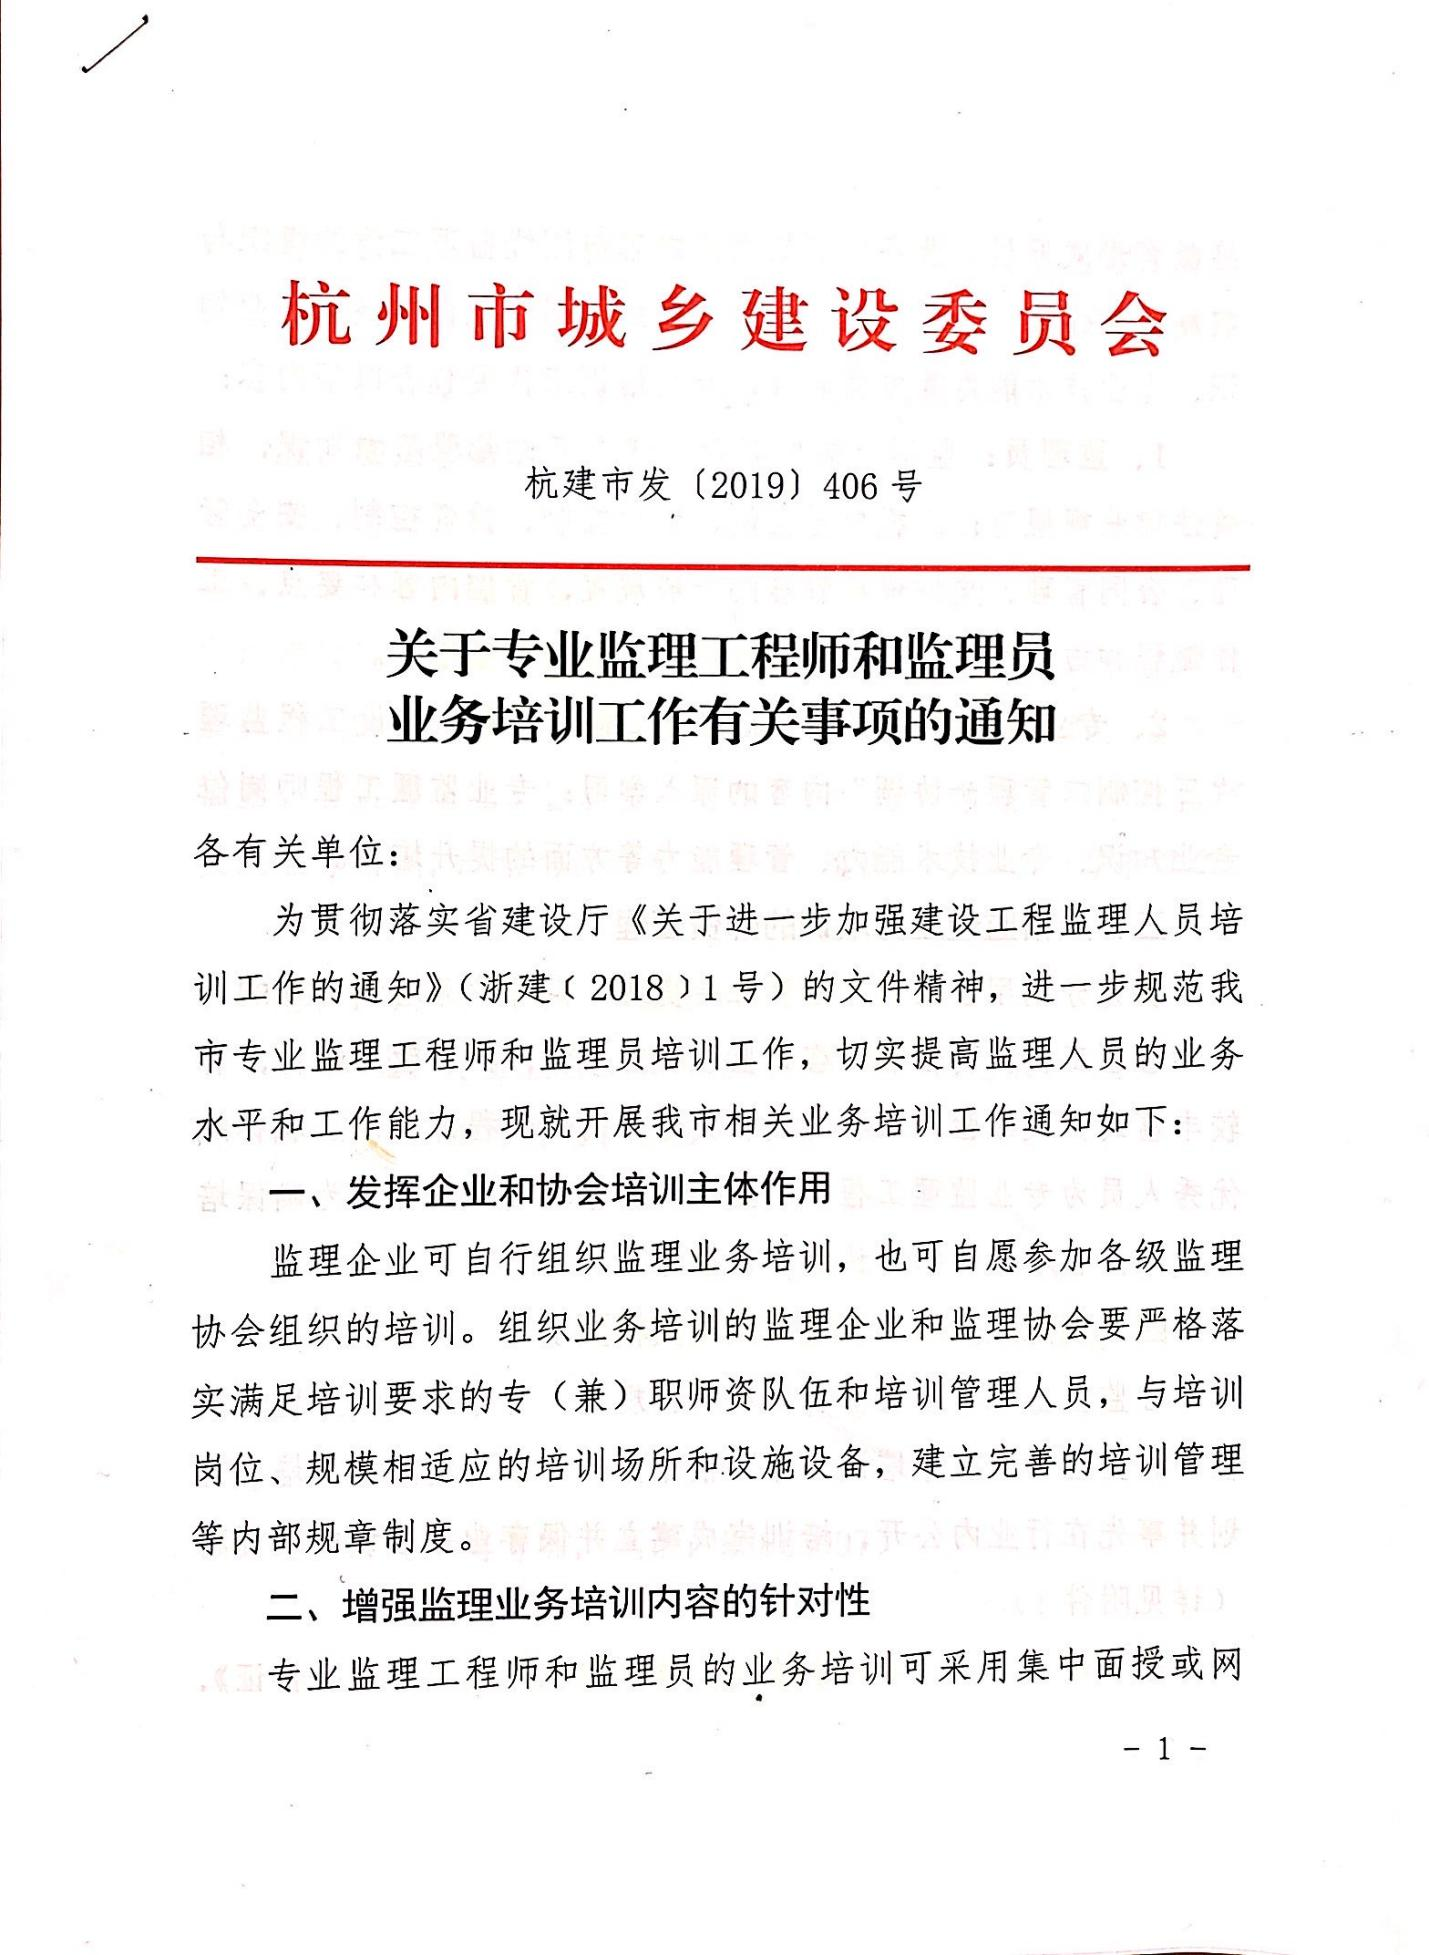 杭州市城乡建设委员会
杭建市发〔2019〕406号
关于专业监理工程师和监理员
业务培训工作有关事项的通知
各有关单位：
为贯彻落实省建设厅《关于进一步加强建设工程监理人员培
训工作的通知》（浙建﹝2018﹞1号）的文件精神，进一步规范我
市专业监理工程师和监理员培训工作，切实提高监理人员的业务
水平和工作能力，现就开展我市相关业务培训工作通知如下：
一、发挥企业和协会培训主体作用
监理企业可自行组织监理业务培训，也可自愿参加各级监理
协会组织的培训。组织业务培训的监理企业和监理协会要严格落
实满足培训要求的专（兼）职师资队伍和培训管理人员，与培训
岗位、规模相适应的培训场所和设施设备，建立完善的培训管理
等内部规章制度。
二、增强监理业务培训内容的针对性
专业监理工程师和监理员的业务培训可采用集中面授或网
- 1 -